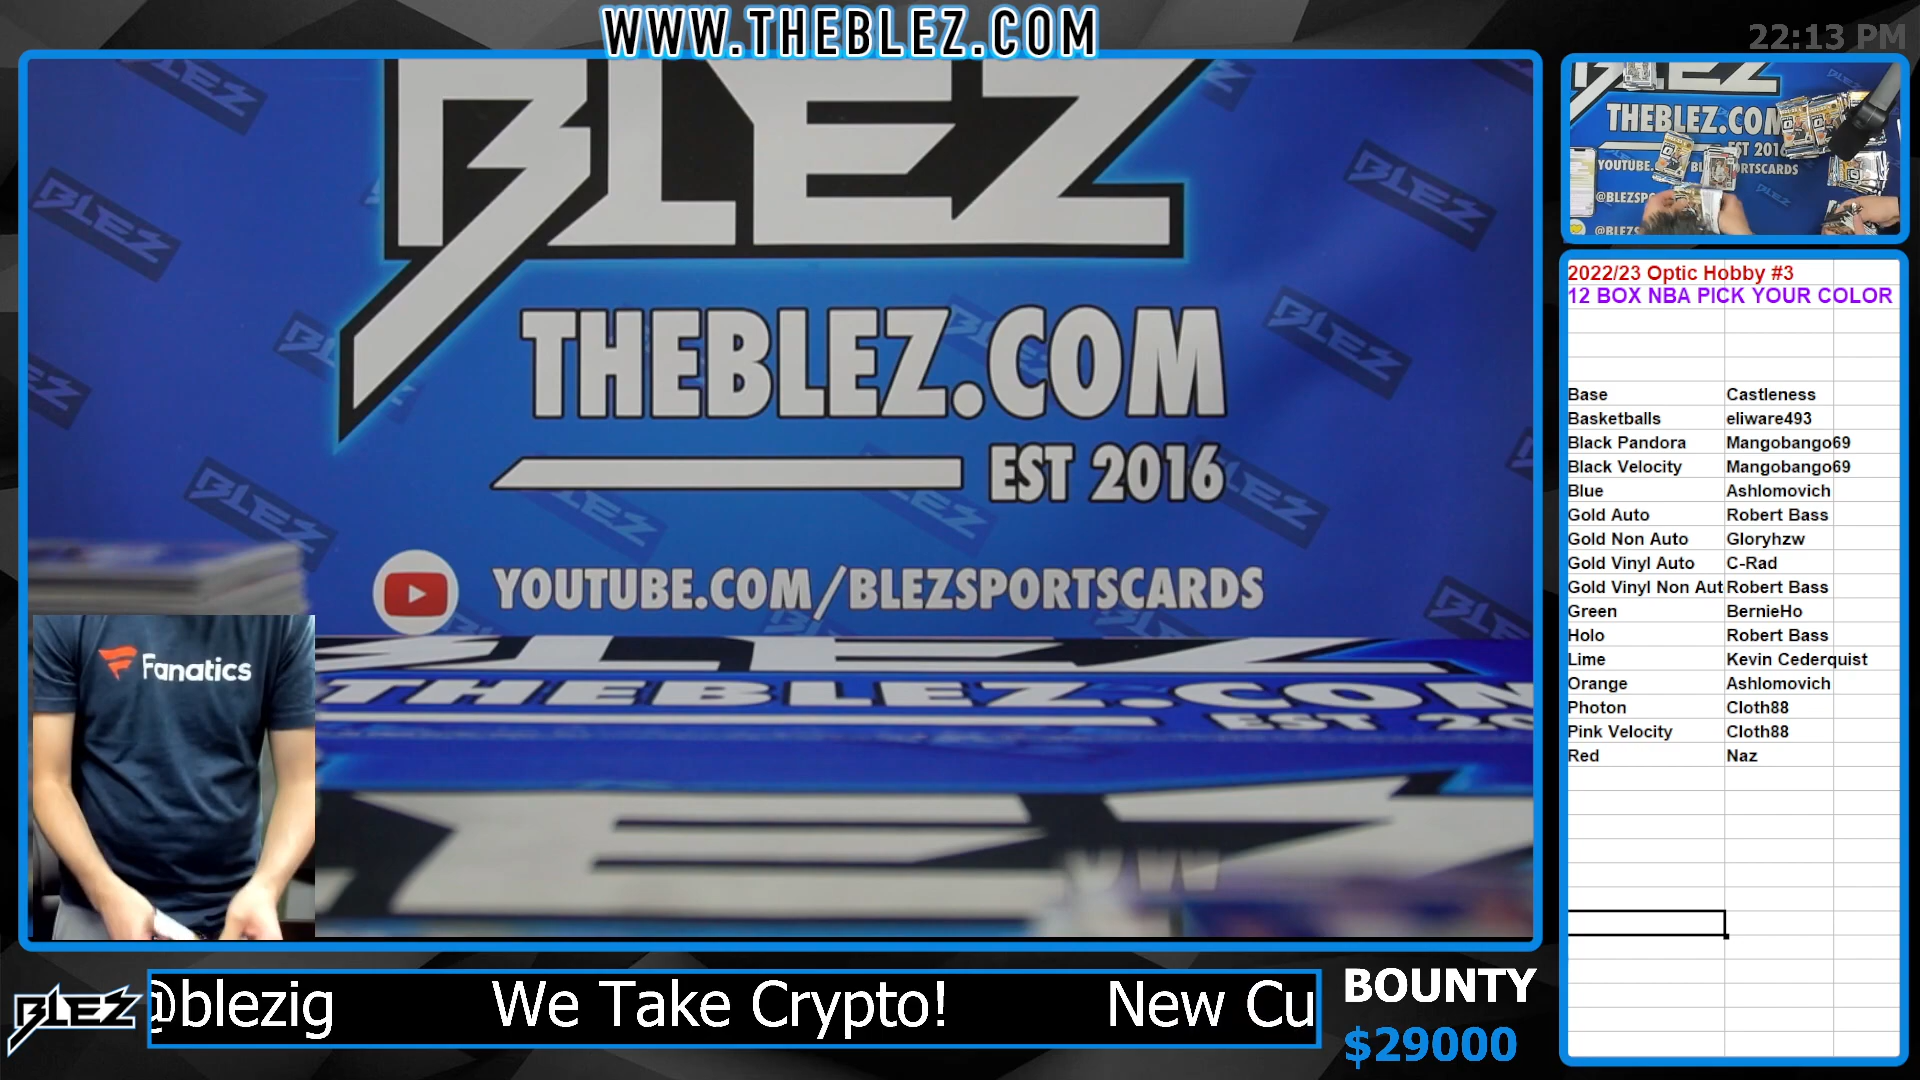 WWW.THEBLEZ.COM
22:13 PM
BLEZ
THEBLEZ.COM
EST 2016
YOUTUBE.COM/BLEZSPORTSCARDS
THEBLEZ.COM
Fanatics
THEBLEZ.COM
EST 2016
2022/23 Optic Hobby #3
12 BOX NBA PICK YOUR COLOR
Base Castleness
Basketballs eliware493
Black Pandora Mangobango69
Black Velocity Mangobango69
Blue Ashlomovich
Gold Auto Robert Bass
Gold Non Auto Gloryhzw
Gold Vinyl Auto C-Rad
Gold Vinyl Non Aut Robert Bass
Green BernieHo
Holo Robert Bass
Lime Kevin Cederquist
Orange Ashlomovich
Photon Cloth88
Pink Velocity Cloth88
Red Naz
BLEZ
@blezig We Take Crypto! New Cu
BOUNTY
$29000